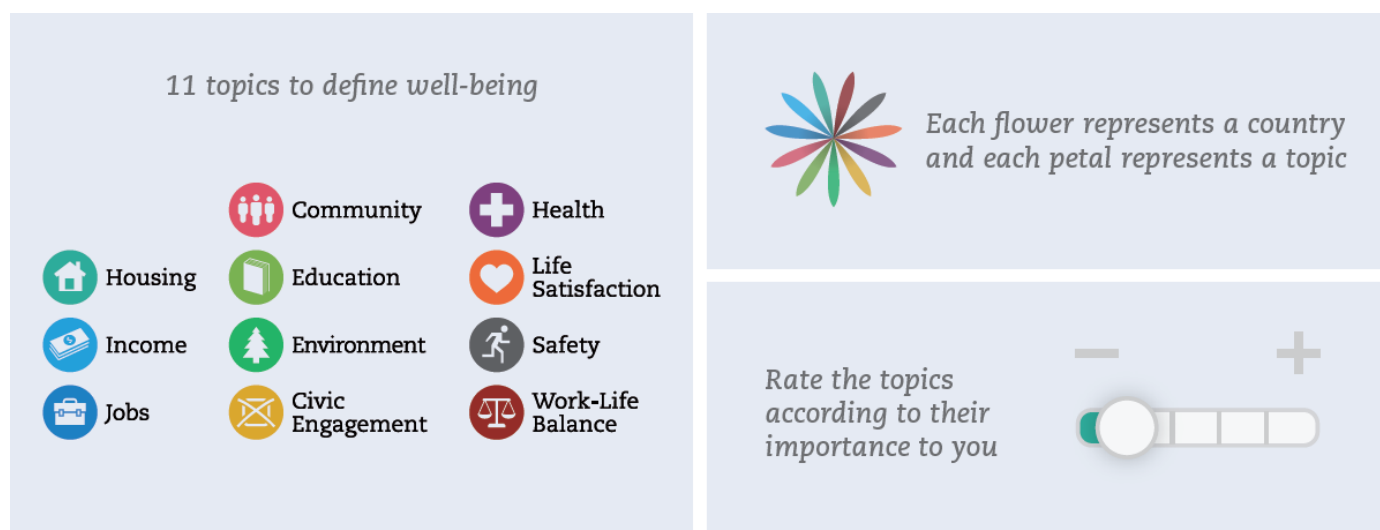 11 topics to define well-being
Housing
Income
Jobs
Community
Education
Environment
Civic
Engagement
Health
Life
Satisfaction
Safety
Work-Life
Balance
Each flower represents a country
and each petal represents a topic
Rate the topics
according to their
importance to you